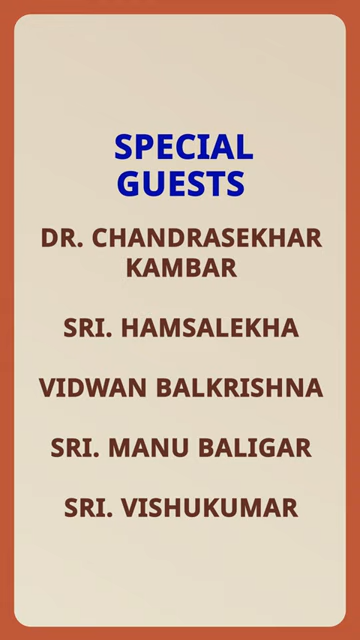 SPECIAL
GUESTS
DR. CHANDRASEKHAR
KAMBAR
SRI. HAMSALEKHA
VIDWAN BALKRISHNA
SRI. MANU BALIGAR
SRI. VISHUKUMAR